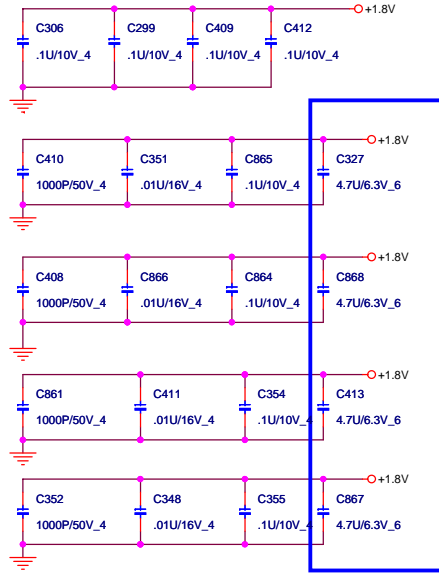 +1.8V
C306 C299 C409 C412
.1U/10V_4 .1U/10V_4 .1U/10V_4 .1U/10V_4
+1.8V
C410 C351 C865 C327
1000P/50V_4 .01U/16V_4 .1U/10V_4 4.7U/6.3V_6
+1.8V
C408 C866 C864 C868
1000P/50V_4 .01U/16V_4 .1U/10V_4 4.7U/6.3V_6
+1.8V
C861 C411 C354 C413
1000P/50V_4 .01U/16V_4 .1U/10V_4 4.7U/6.3V_6
+1.8V
C352 C348 C355 C867
1000P/50V_4 .01U/16V_4 .1U/10V_4 4.7U/6.3V_6